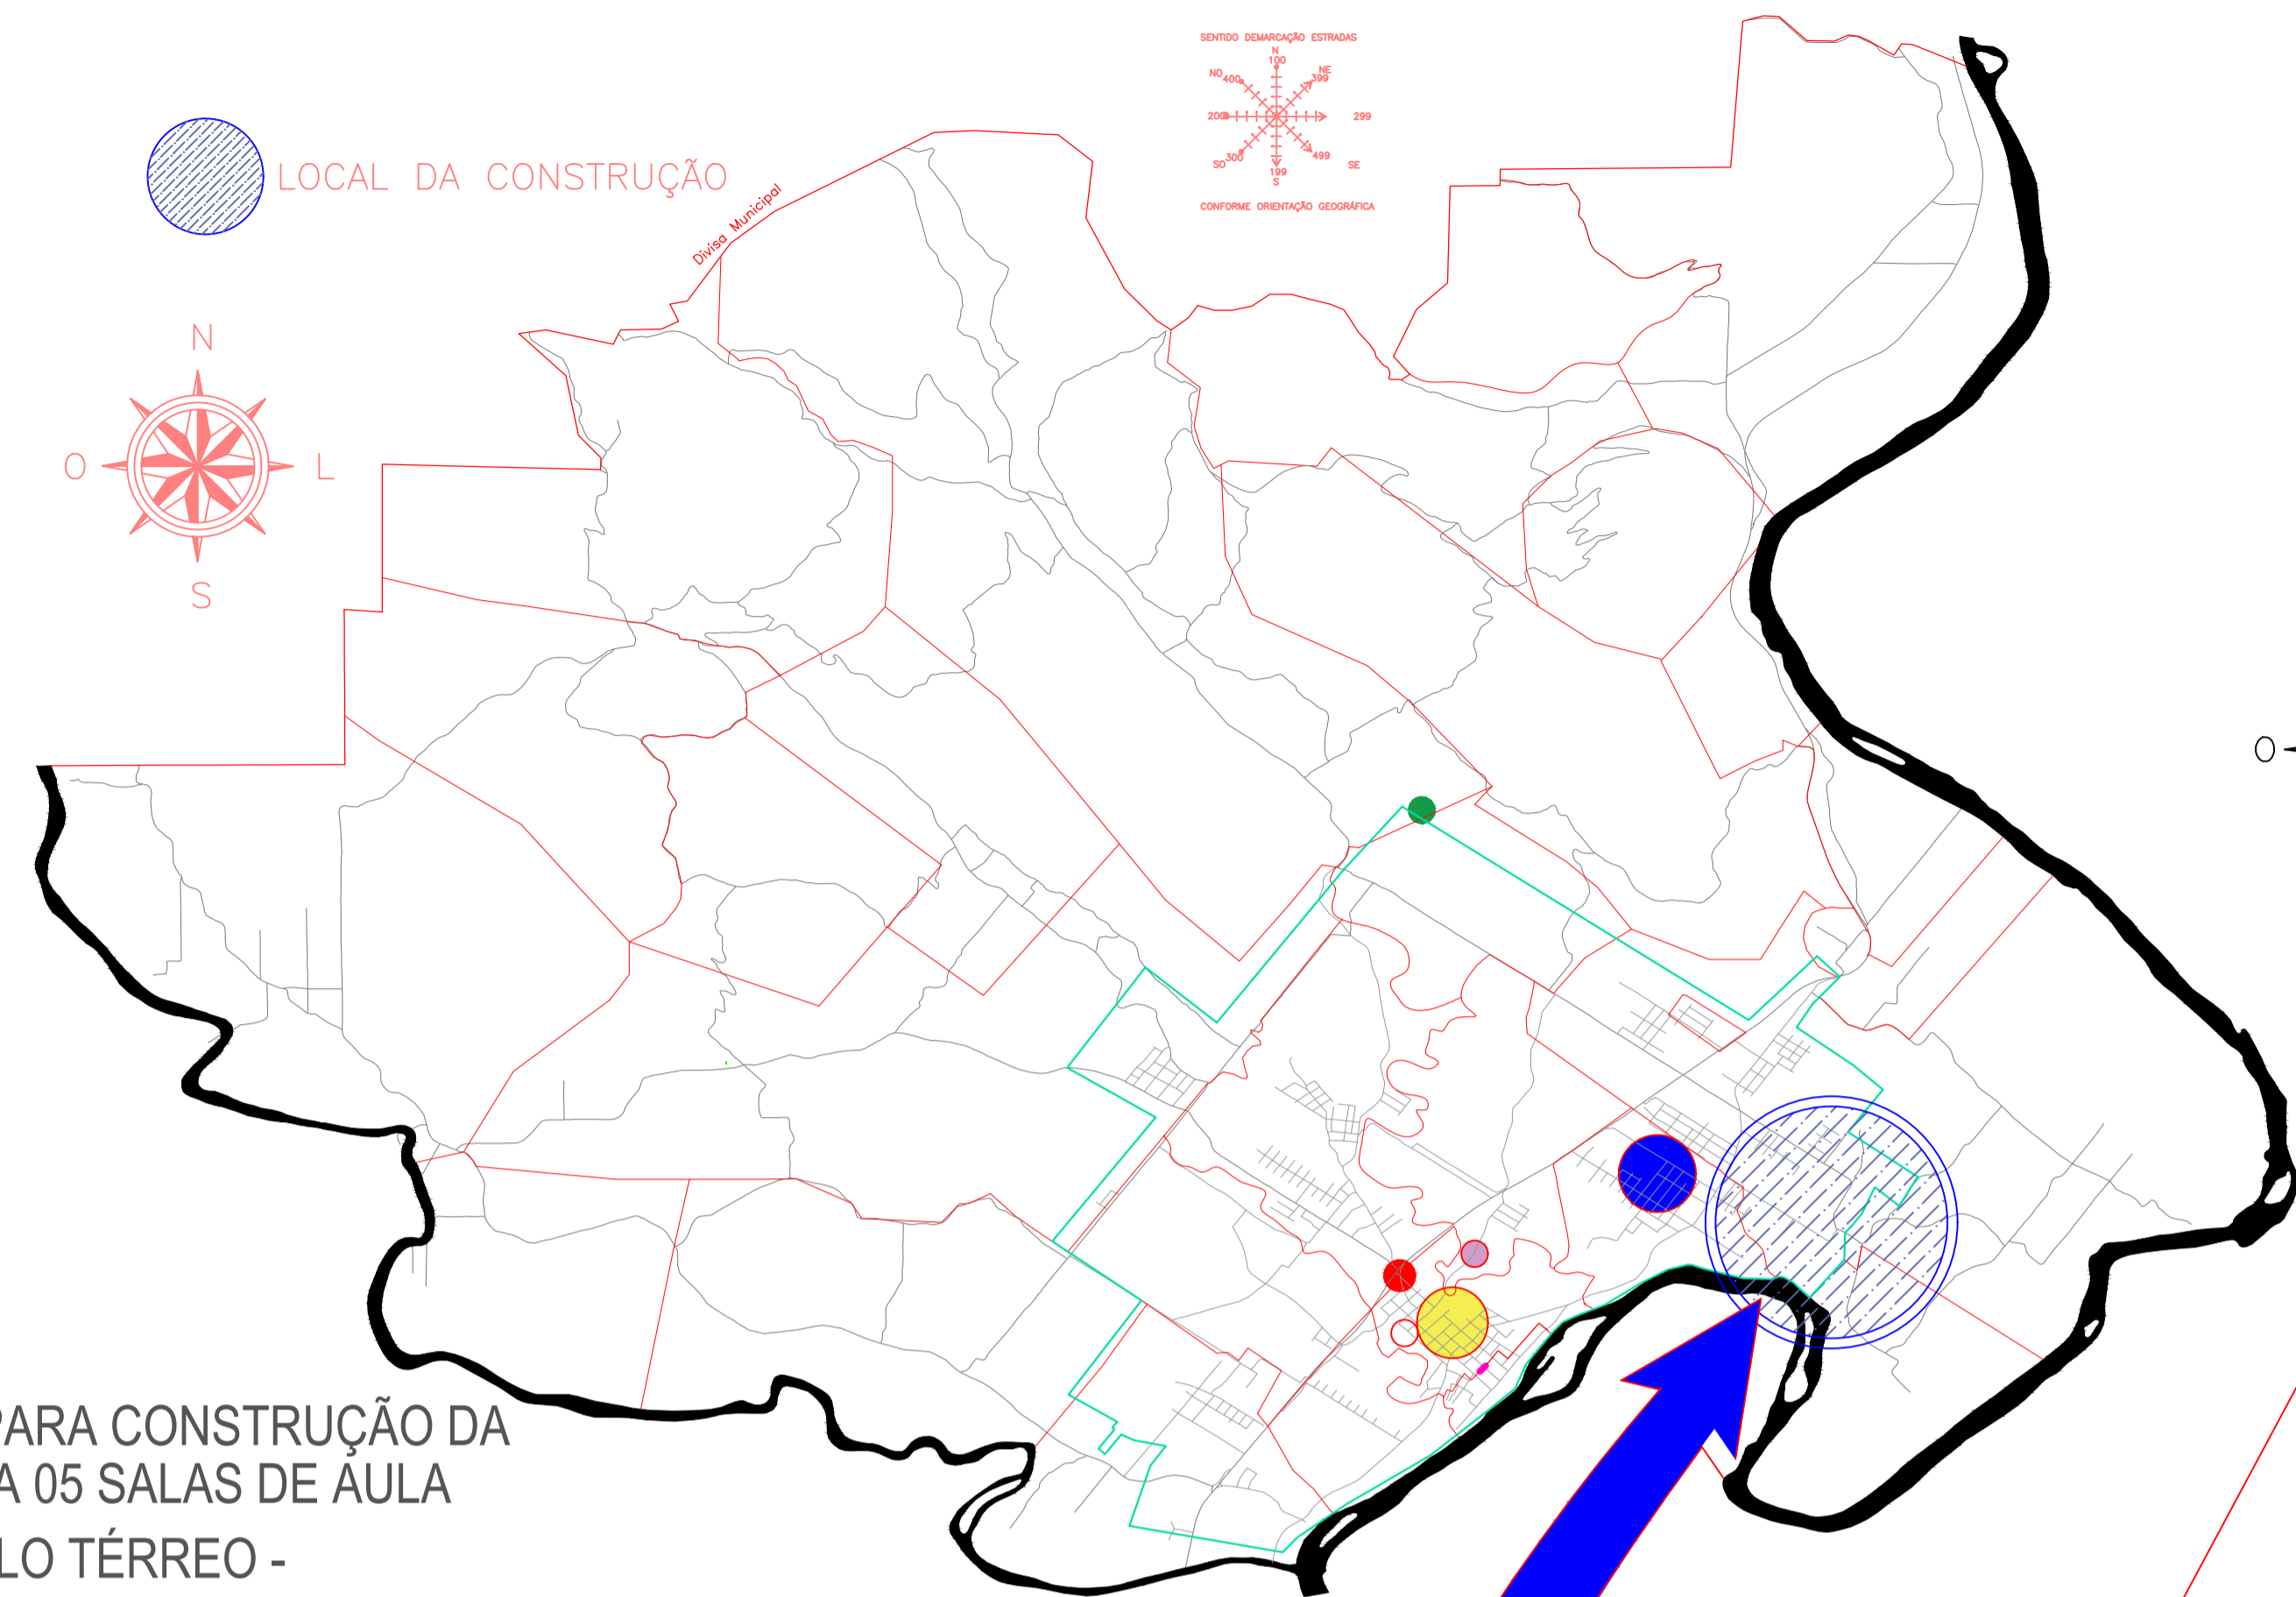 SENTIDO DEMARCAÇÃO ESTRADAS
N
100
NO 400
NE
399
200
299
SO 300
499
SE
199
S
CONFORME ORIENTAÇÃO GEOGRÁFICA
LOCAL DA CONSTRUÇÃO
Divisa Municipal
N
O
L
S
O
PARA CONSTRUÇÃO DA
A 05 SALAS DE AULA
LO TÉRREO -